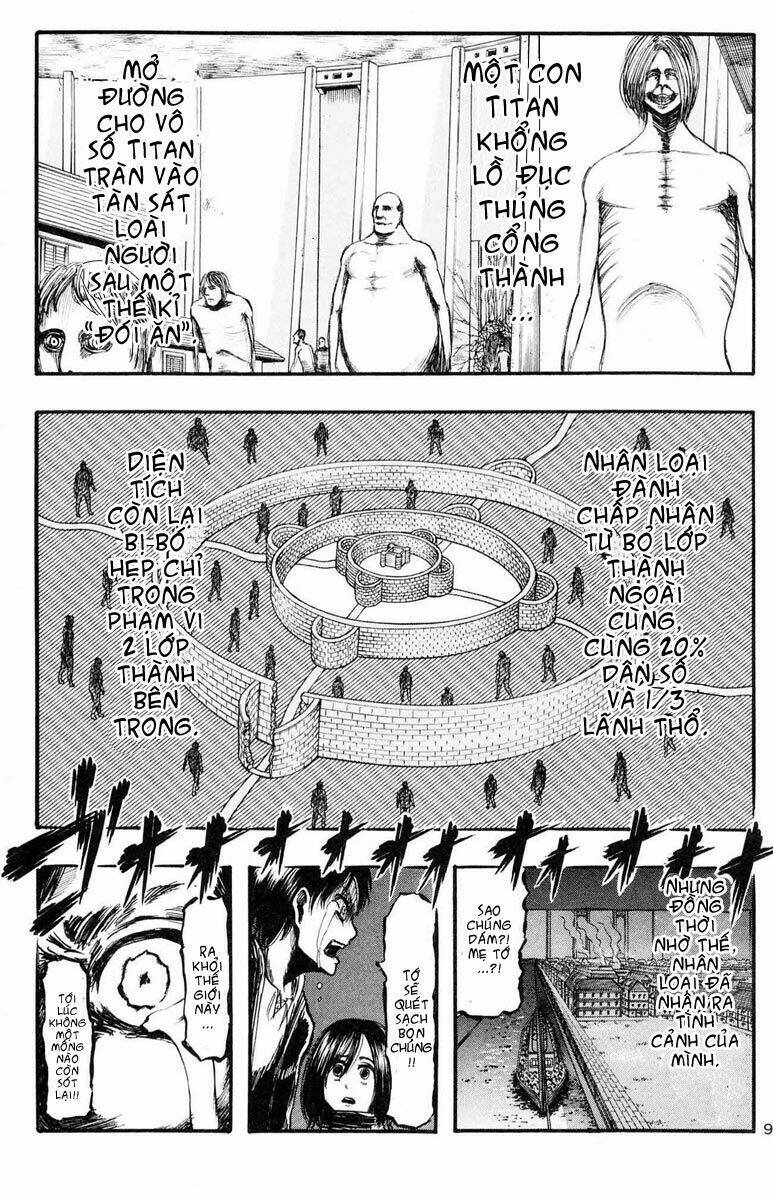 MỘT CON
TITAN
KHỔNG
LỒ ĐỤC
THỦNG
CỔNG
THÀNH
...
MỞ
ĐƯỜNG
CHO VÔ
SỐ TITAN
TRÀN VÀO
TÀN SÁT
LOÀI
NGƯỜI
SAU MỘT
THẾ KỈ
“ĐÓI ĂN”.
NHÂN LOẠI
ĐÀNH
CHẤP NHẬN
TỪ BỎ LỚP
THÀNH
NGOÀI
CÙNG,
CÙNG 20%
DÂN SỐ
VÀ 1/3
LÃNH THỔ.
DIỆN
TÍCH
CÒN LẠI
BI-BÓ
HẸP CHỈ
TRONG
PHẠM VI
2 LỚP
THÀNH
BÊN
TRONG.
NHƯNG
ĐỒNG
THỜI
NHỜ THẾ,
NHÂN
LOẠI ĐÃ
NHẬN RA
TÌNH
CẢNH CỦA
MÌNH.
SAO
CHÚNG
DÁM?!
MẸ TỚ
...?!
TỚ
SẼ
QUÉT
SẠCH
BỌN
CHÚNG!!
RA
KHỎI
THẾ
GIỚI
NÀY
...
TỚI
LÚC
KHÔNG
MỘT
MỐNG
NÀO
CÒN
SÓT
LẠI!!
9